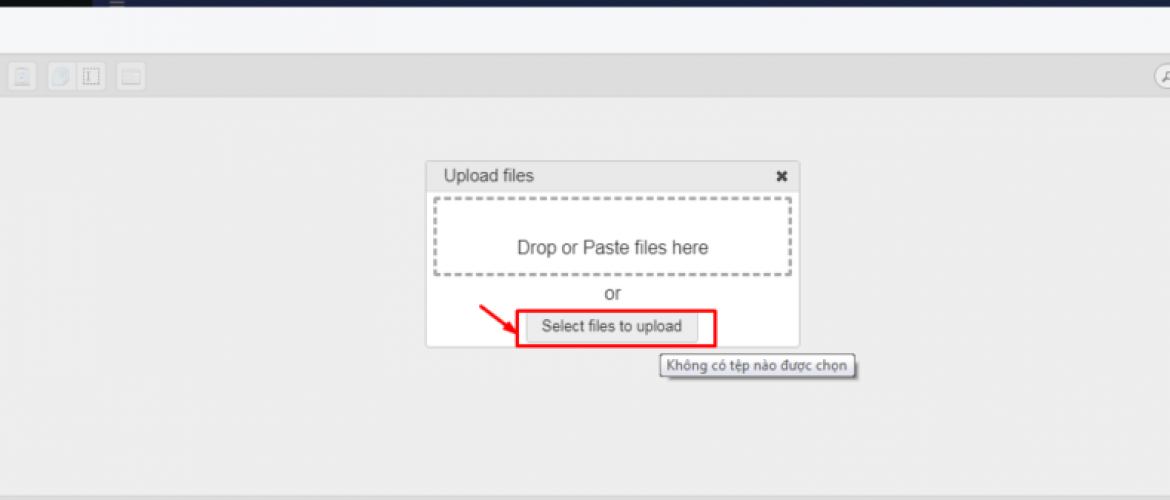 Upload files
Drop or Paste files here
or
Select files to upload
Không có tệp nào được chọn